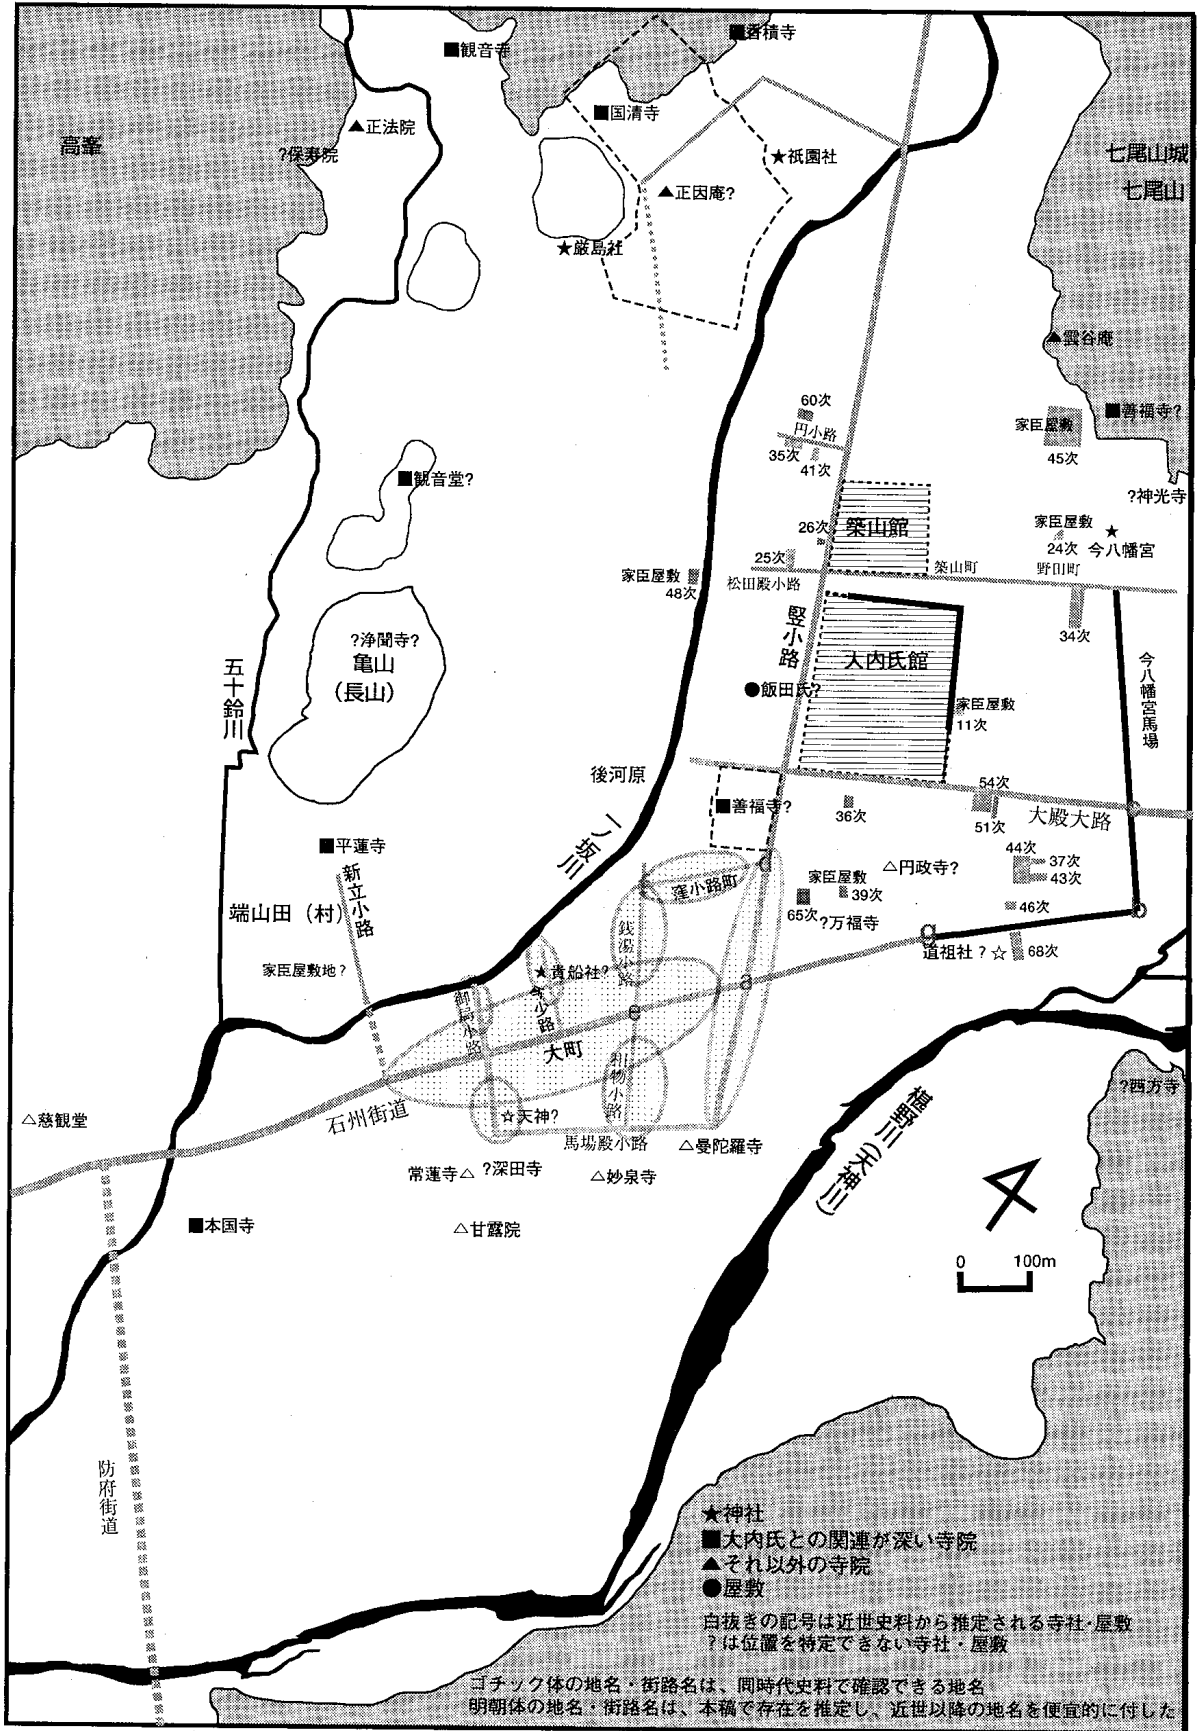 ■観音寺
■香積寺
■国清寺
▲正法院
高峯
?保寿院
★祇園社
七尾山城
七尾山
▲正因庵?
★厳島社
▲雲谷庵
60次
円小路
35次
41次
家臣屋敷
45次
■善福寺?
■観音堂?
?神光寺
26次
築山館
家臣屋敷
24次
★
今八幡宮
25次
松田殿小路
築山町
野田町
家臣屋敷
48次
竪小路
34次
?浄聞寺?
亀山
(長山)
大内氏館
今八幡宮馬場
五十鈴川
●飯田氏?
家臣屋敷
11次
後河原
■善福寺?
36次
54次
51次
大殿大路
c
一ノ坂川
■平蓮寺
新立小路
44次
37次
43次
△円政寺?
d
窪小路町
f
家臣屋敷
39次
65次
?万福寺
46次
b
端山田(村)
銭湯小路
g
道祖社?☆
68次
家臣屋敷地?
★貴船社?
御局小路
今少路
a
e
大町
相物小路
石州街道
☆天神?
馬場殿小路
△慈観堂
△曼陀羅寺
常蓮寺△
?深田寺
△妙泉寺
?西方寺
椹野川(天神川)
■本国寺
△甘露院
0 100m
防府街道
★神社
■大内氏との関連が深い寺院
▲それ以外の寺院
●屋敷
白抜きの記号は近世史料から推定される寺社・屋敷
?は位置を特定できない寺社・屋敷
ゴチック体の地名・街路名は、同時代史料で確認できる地名
明朝体の地名・街路名は、本稿で存在を推定し、近世以降の地名を便宜的に付した